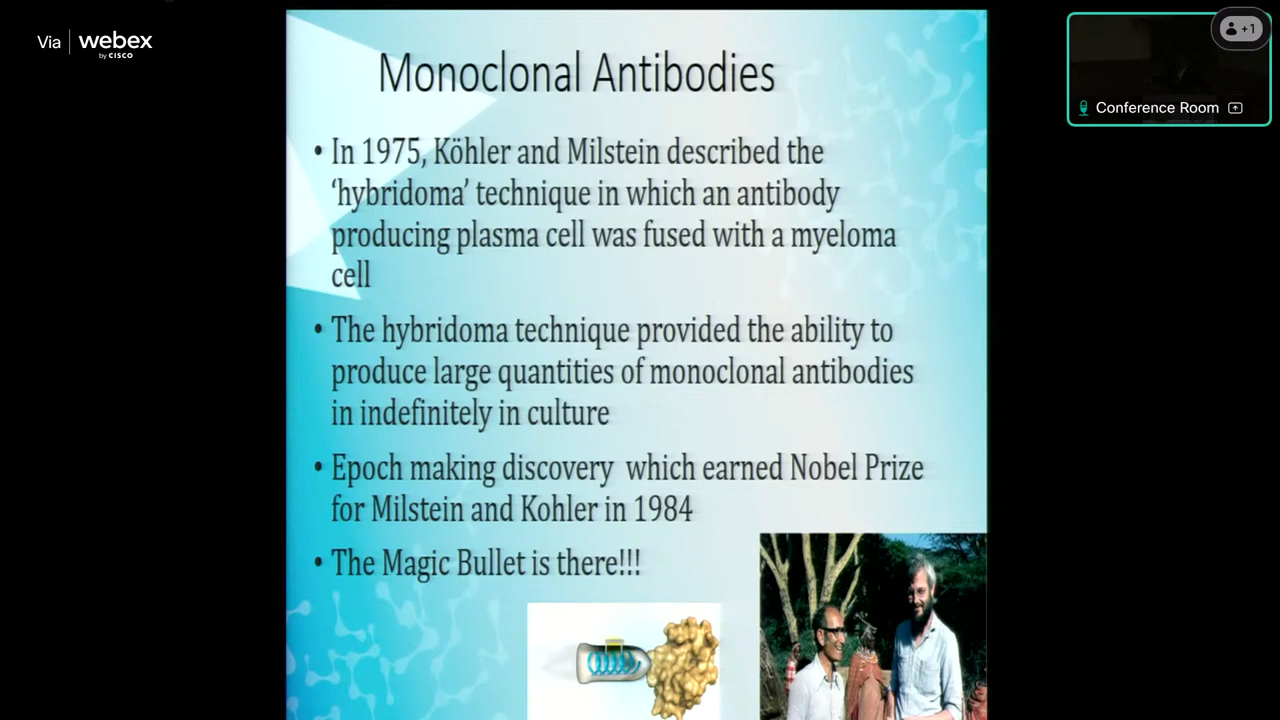 Via webex
by CISCO
+1
Conference Room
Monoclonal Antibodies
• In 1975, Köhler and Milstein described the
‘hybridoma’ technique in which an antibody
producing plasma cell was fused with a myeloma
cell
• The hybridoma technique provided the ability to
produce large quantities of monoclonal antibodies
in indefinitely in culture
• Epoch making discovery which earned Nobel Prize
for Milstein and Kohler in 1984
• The Magic Bullet is there!!!